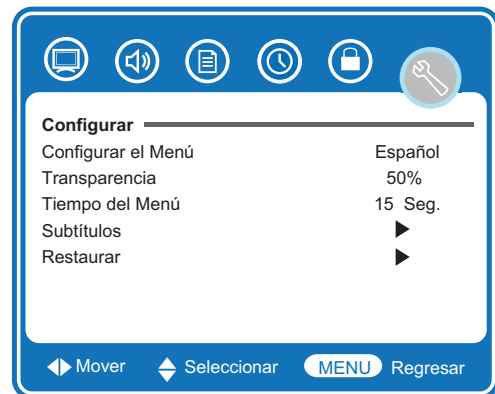 Configurar
Configurar el Menú Español
Transparencia 50%
Tiempo del Menú 15 Seg.
Subtítulos
Restaurar
Mover Seleccionar MENU Regresar